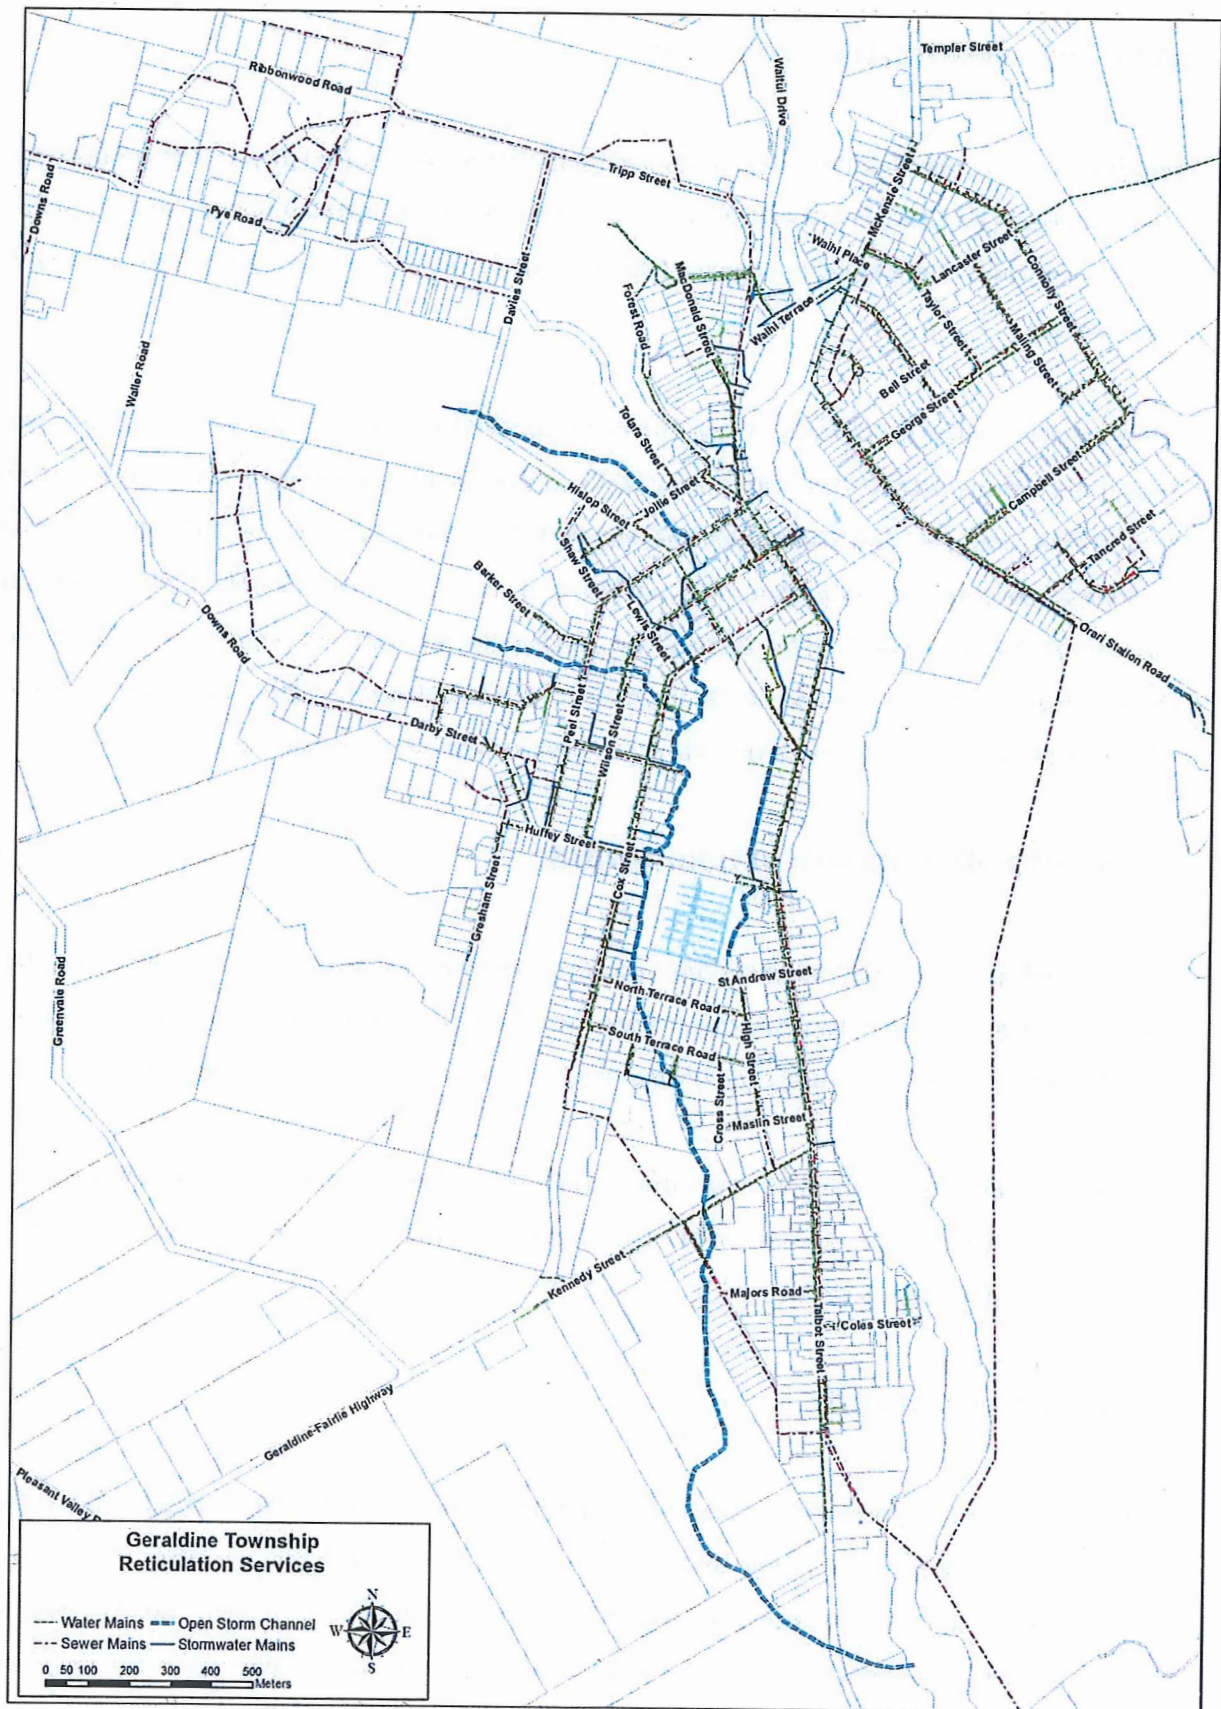 Templer Street
Ribbonwood Road
Waitui Drive
Tripp Street
McKenzie Street
Downs Road
Pye Road
Waihi Place
Lancaster Street
Connolly Street
Davies Street
MacDonald Street
Forest Road
Waihi Terrace
Taylor Street
Maling Street
Waller Road
Bell Street
George Street
Totara Street
Hislop Street
Jollie Street
Campbell Street
Shaw Street
Tancred Street
Barker Street
Lewis Street
Downs Road
Orari Station Road
Peel Street
Darby Street
Wilson Street
Huffey Street
Cox Street
Gresham Street
St Andrew Street
North Terrace Road
Greenvale Road
High Street
South Terrace Road
Cross Street
Maslin Street
Kennedy Street
Majors Road
Talbot Street
Coles Street
Geraldine-Fairlie Highway
Pleasant Valley
Geraldine Township
Reticulation Services
N
Water Mains Open Storm Channel
W E
Sewer Mains Stormwater Mains
S
0 50 100 200 300 400 500
Meters